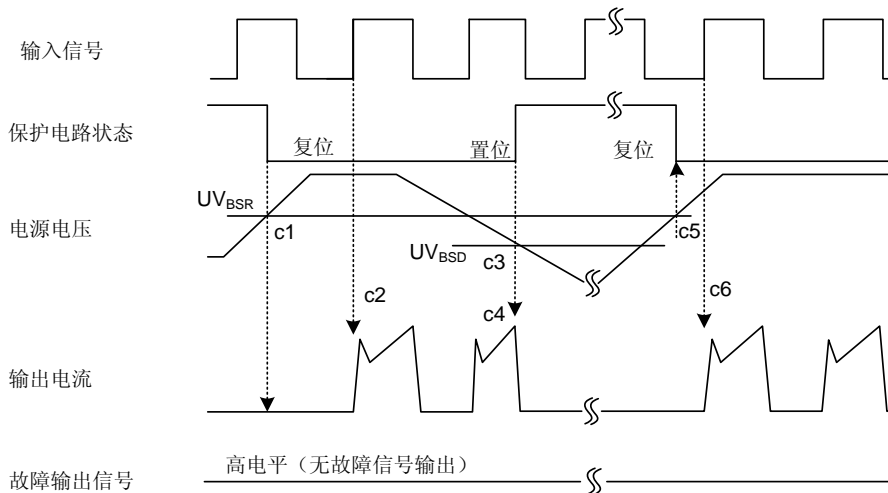 输入信号
保护电路状态
复位
置位
复位
UVBSR
电源电压
c1
UVBSD
c3
c5
c2
c4
c6
输出电流
高电平（无故障信号输出）
故障输出信号